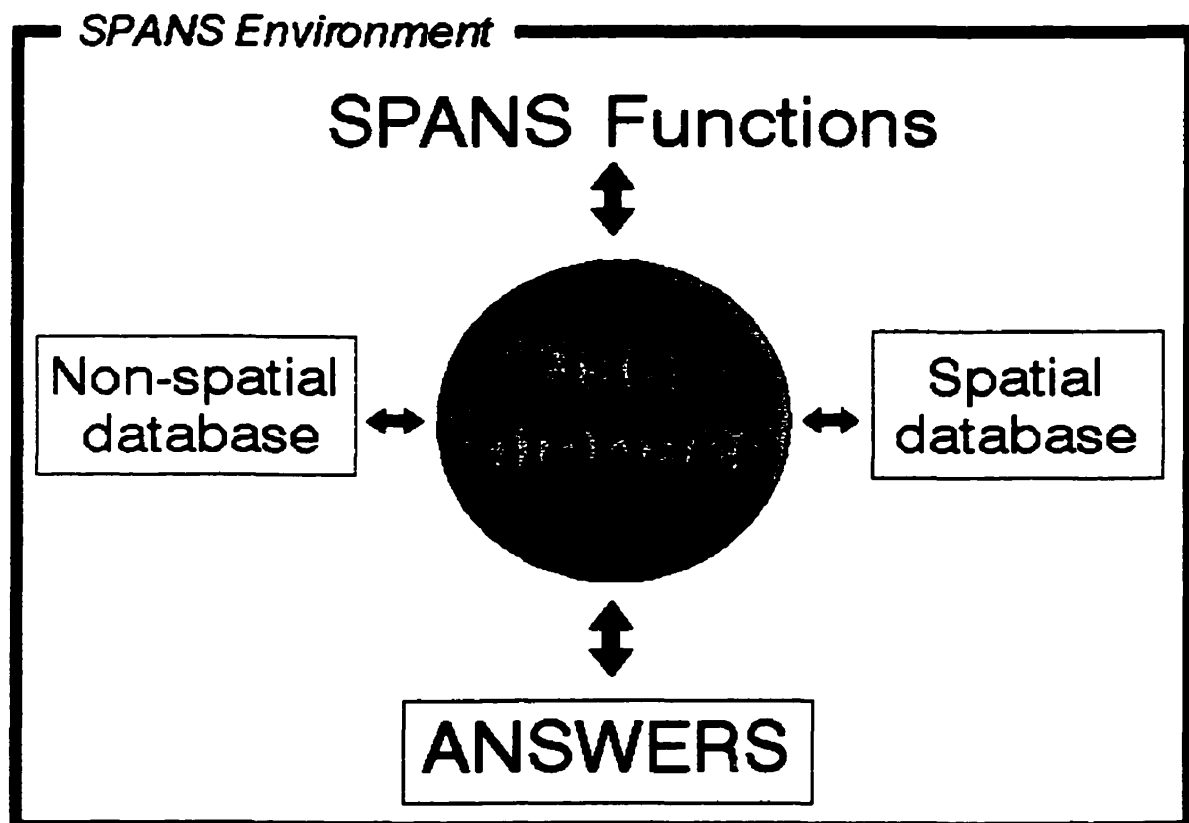 SPANS Environment
SPANS Functions
Non-spatial
database
Spatial
database
ANSWERS